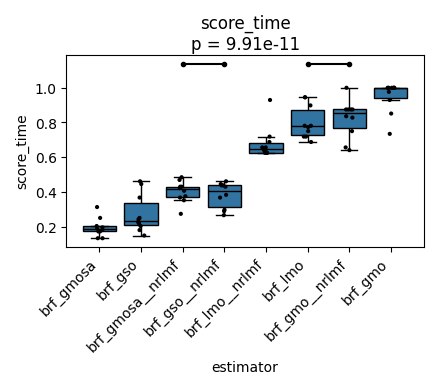 score_time
p = 9.91e-11
score_time
1.0
0.8
0.6
0.4
0.2
brf_gmosa
brf_gso
brf_gmosa__nrlmf
brf_gso__nrlmf
brf_lmo__nrlmf
brf_lmo
brf_gmo__nrlmf
brf_gmo
estimator